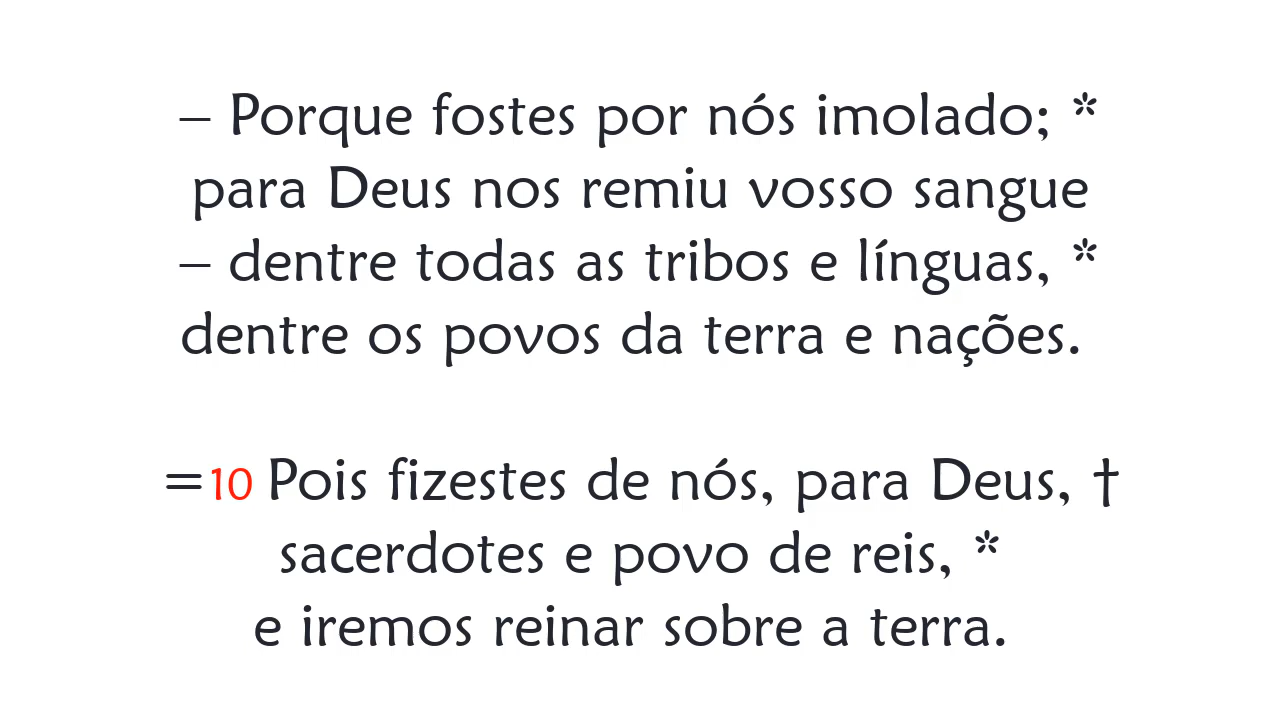 – Porque fostes por nós imolado; *
para Deus nos remiu vosso sangue
– dentre todas as tribos e línguas, *
dentre os povos da terra e nações.
=10 Pois fizestes de nós, para Deus, †
sacerdotes e povo de reis, *
e iremos reinar sobre a terra.